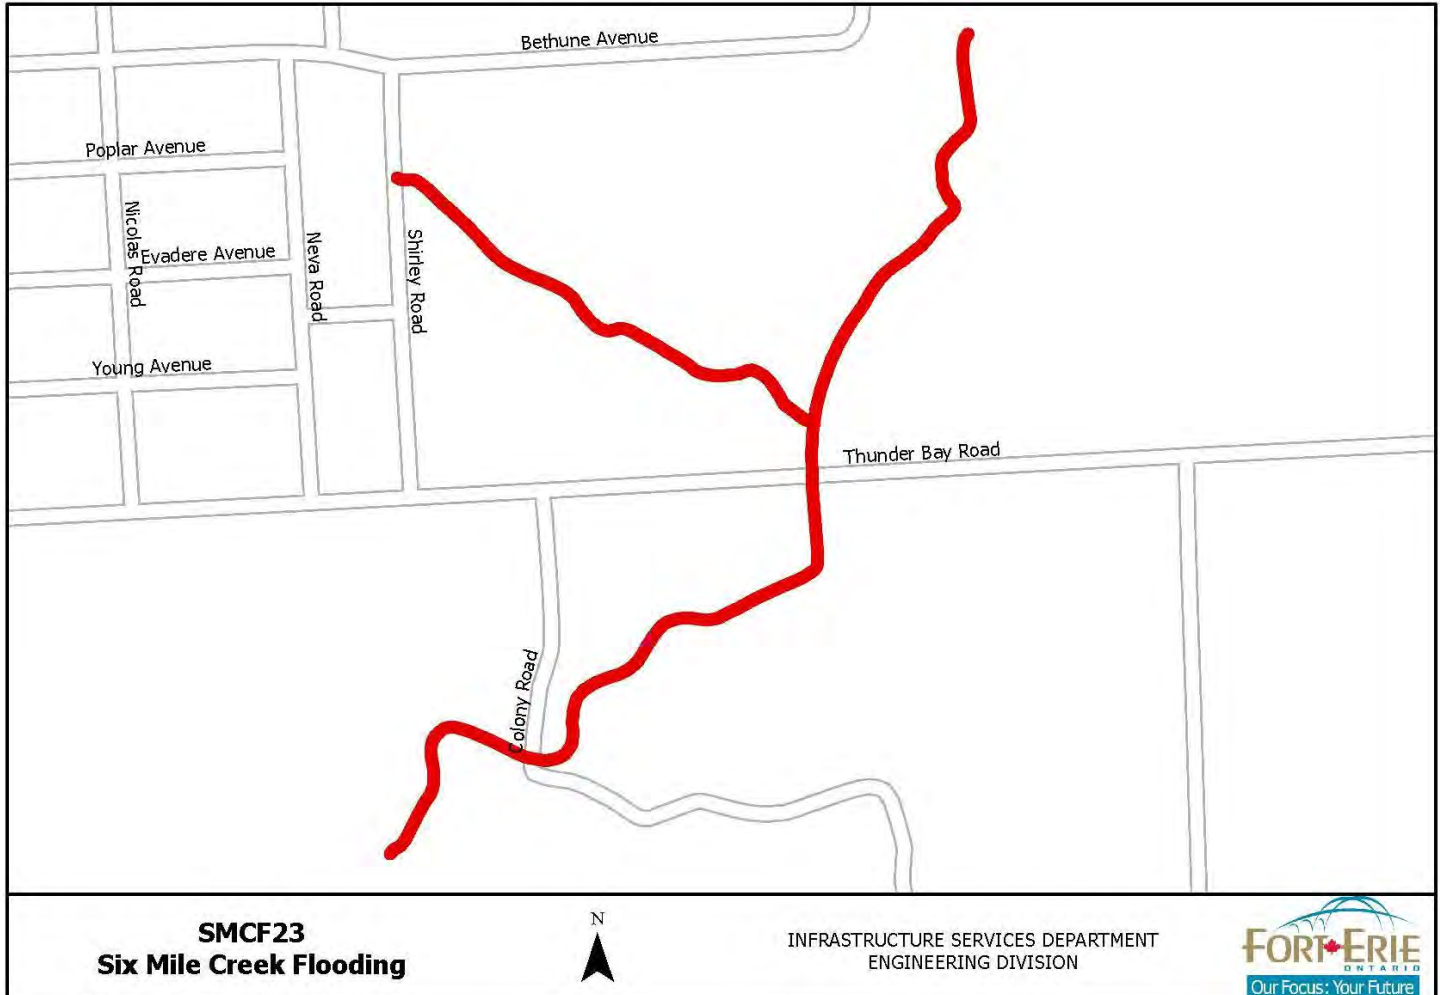 Bethune Avenue
Poplar Avenue
Nicolas Road
Evadere Avenue
Neva Road
Shirley Road
Young Avenue
Thunder Bay Road
Colony Road
SMCF23
Six Mile Creek Flooding
N
INFRASTRUCTURE SERVICES DEPARTMENT
ENGINEERING DIVISION
FORT ERIE
ONTARIO
Our Focus: Your Future